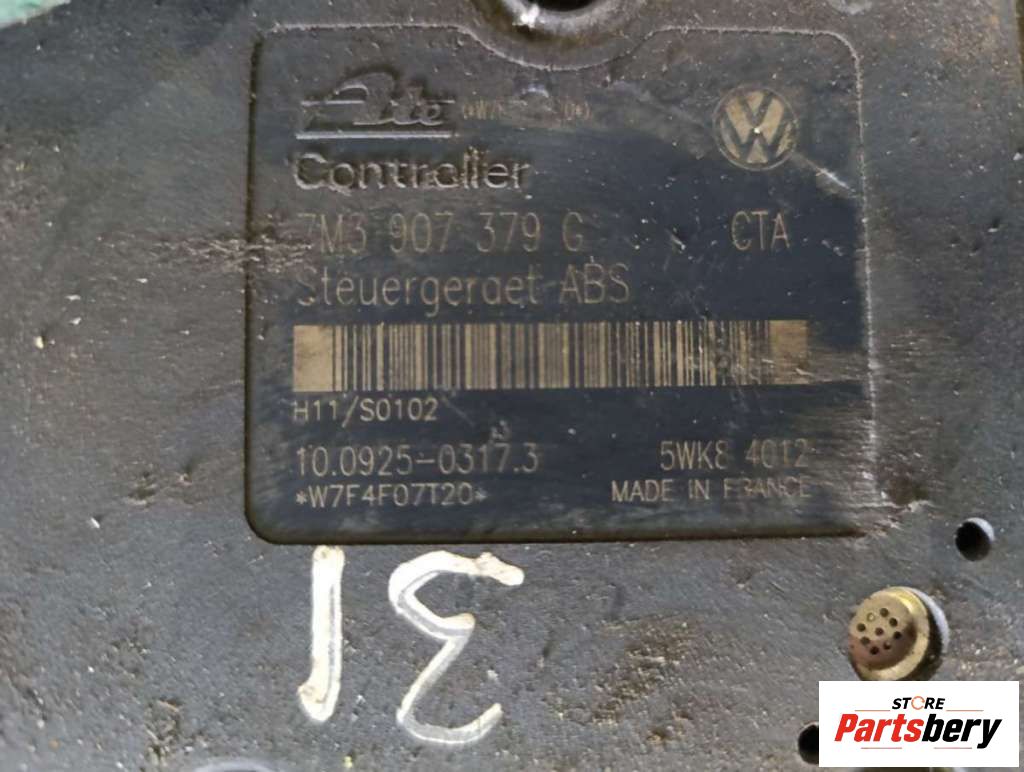 Ate
Controller
7M3 907 379 G CTA
Steuergeraet ABS
H11/S0102
10.0925-0317.3 5WK8 4012
*W7F4F07T20* MADE IN FRANCE
STORE
Partsbery